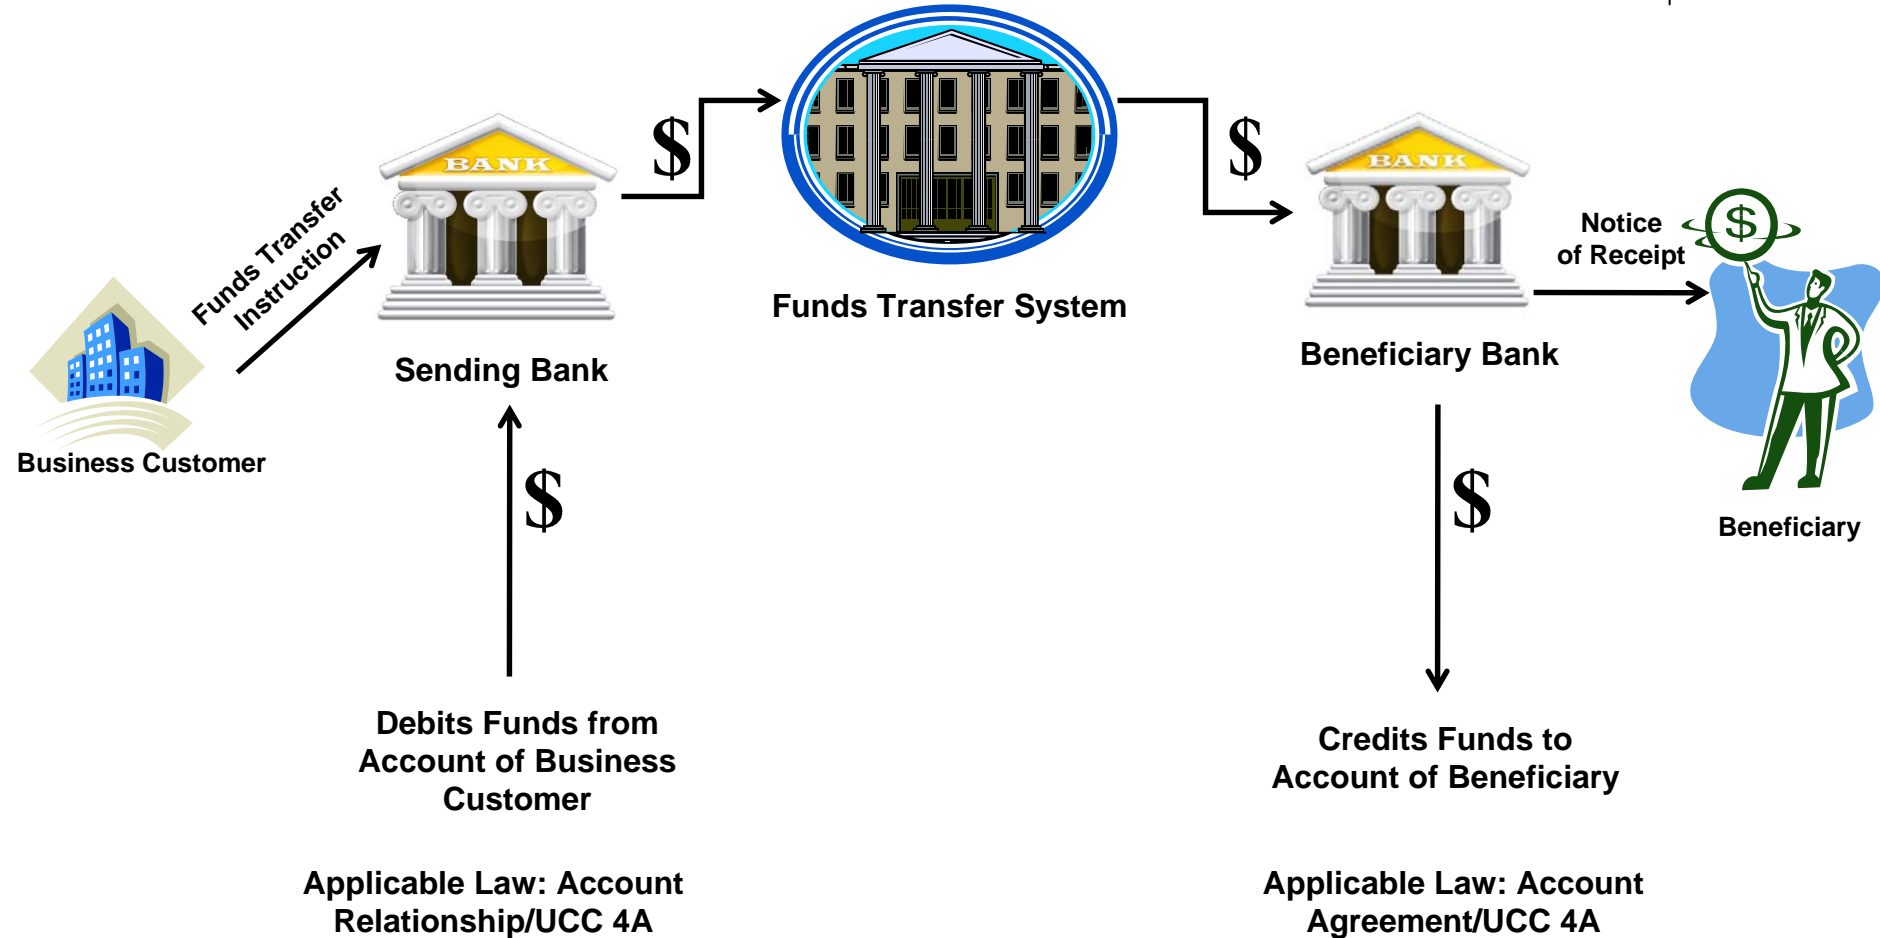 $
$
BANK
BANK
Funds Transfer
Instruction
Notice
of Receipt
$
Funds Transfer System
Sending Bank
Beneficiary Bank
Business Customer
$
$
Beneficiary
Debits Funds from
Account of Business
Customer
Credits Funds to
Account of Beneficiary
Applicable Law: Account
Relationship/UCC 4A
Applicable Law: Account
Agreement/UCC 4A